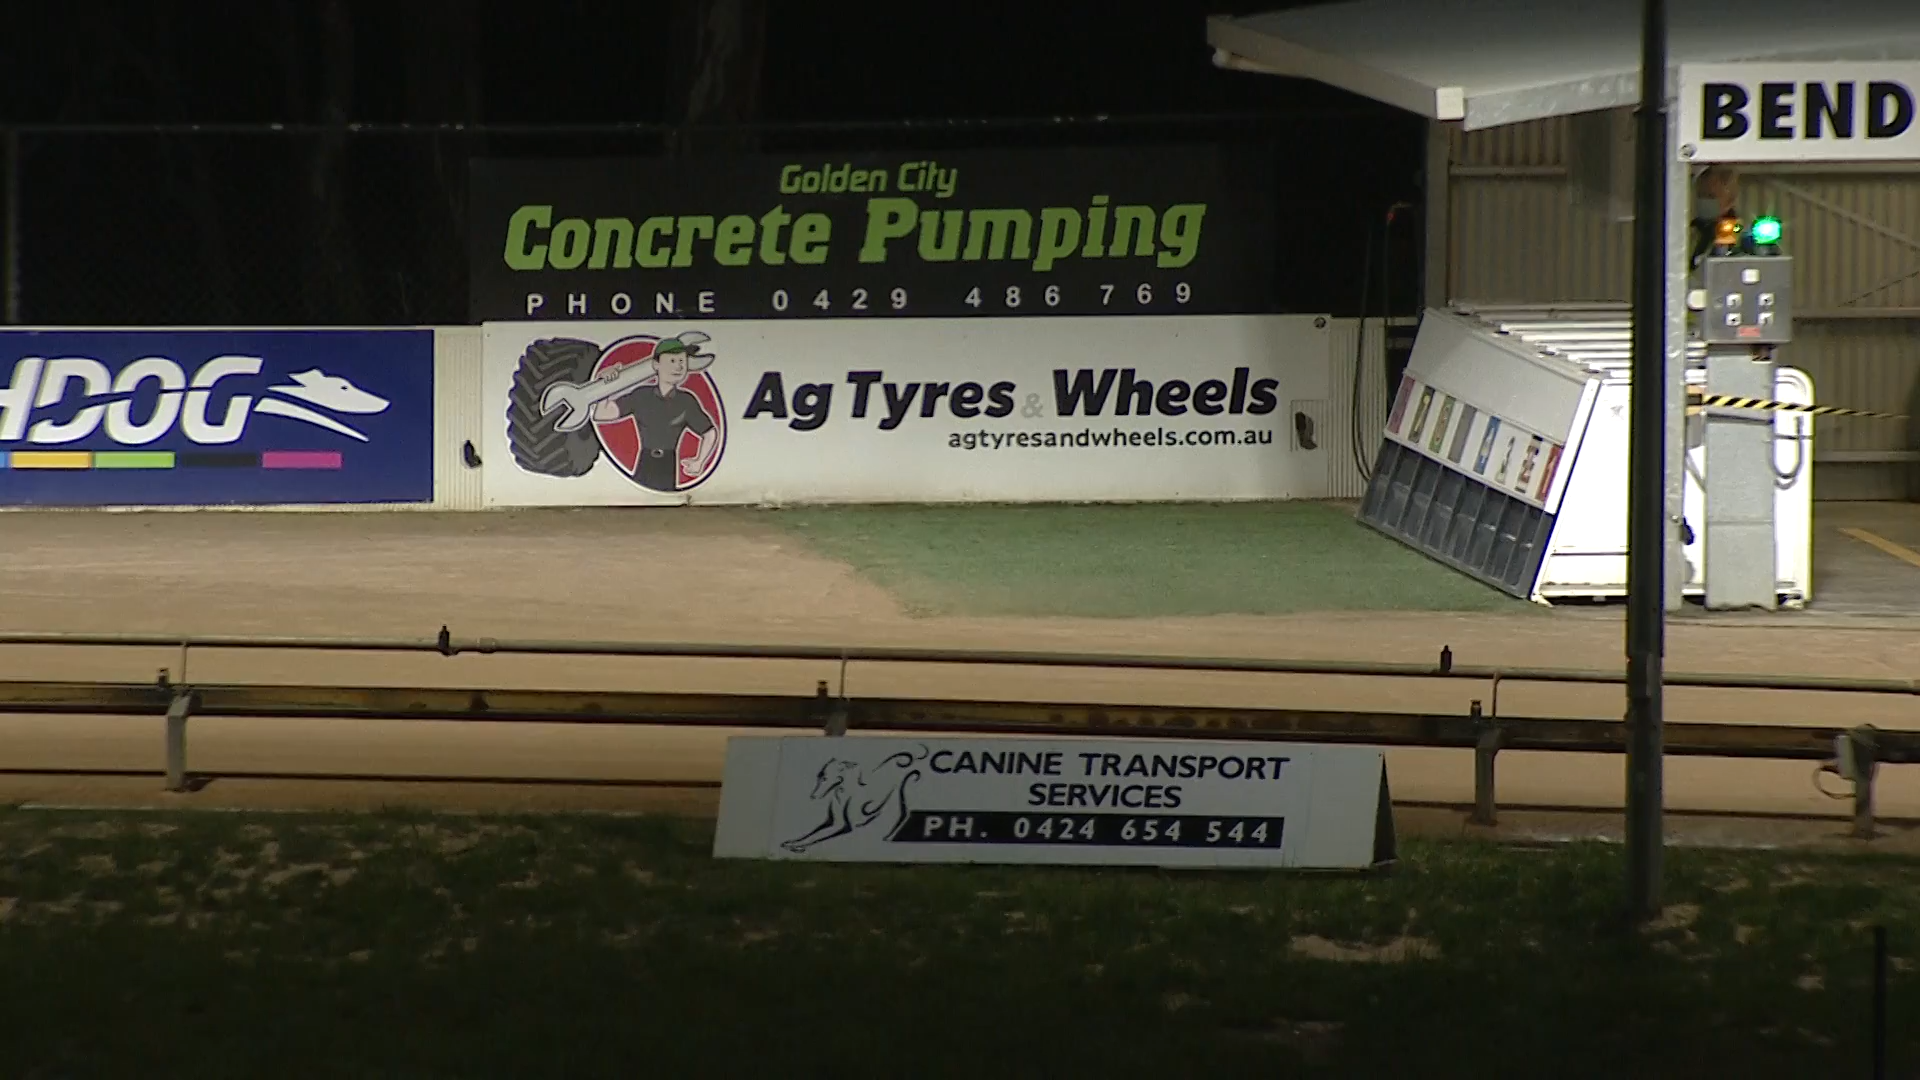 BEND
Golden City
Concrete Pumping
PHONE 0429 486 769
HDOG
Ag Tyres & Wheels
agtyresandwheels.com.au
CANINE TRANSPORT
SERVICES
PH. 0424 654 544